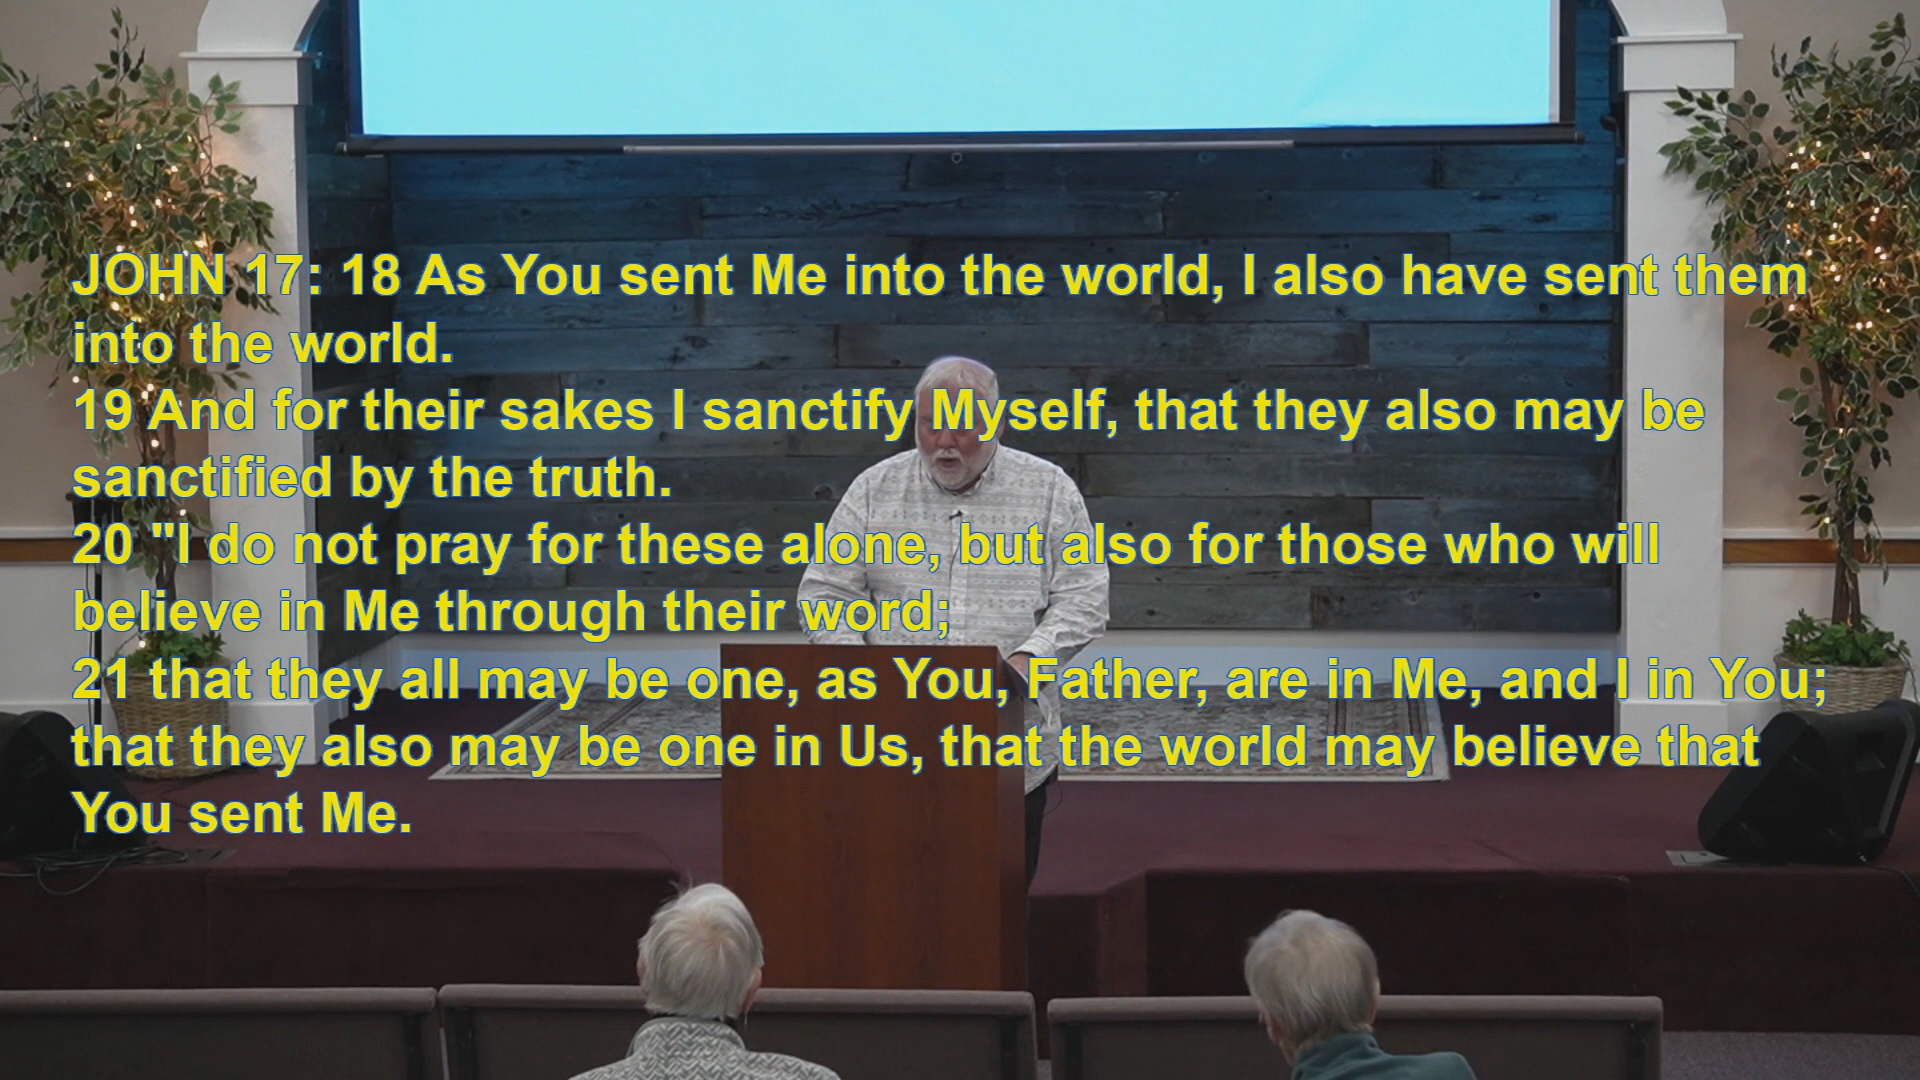 JOHN 17: 18 As You sent Me into the world, I also have sent them
into the world.
19 And for their sakes I sanctify Myself, that they also may be
sanctified by the truth.
20 "I do not pray for these alone, but also for those who will
believe in Me through their word;
21 that they all may be one, as You, Father, are in Me, and I in You;
that they also may be one in Us, that the world may believe that
You sent Me.